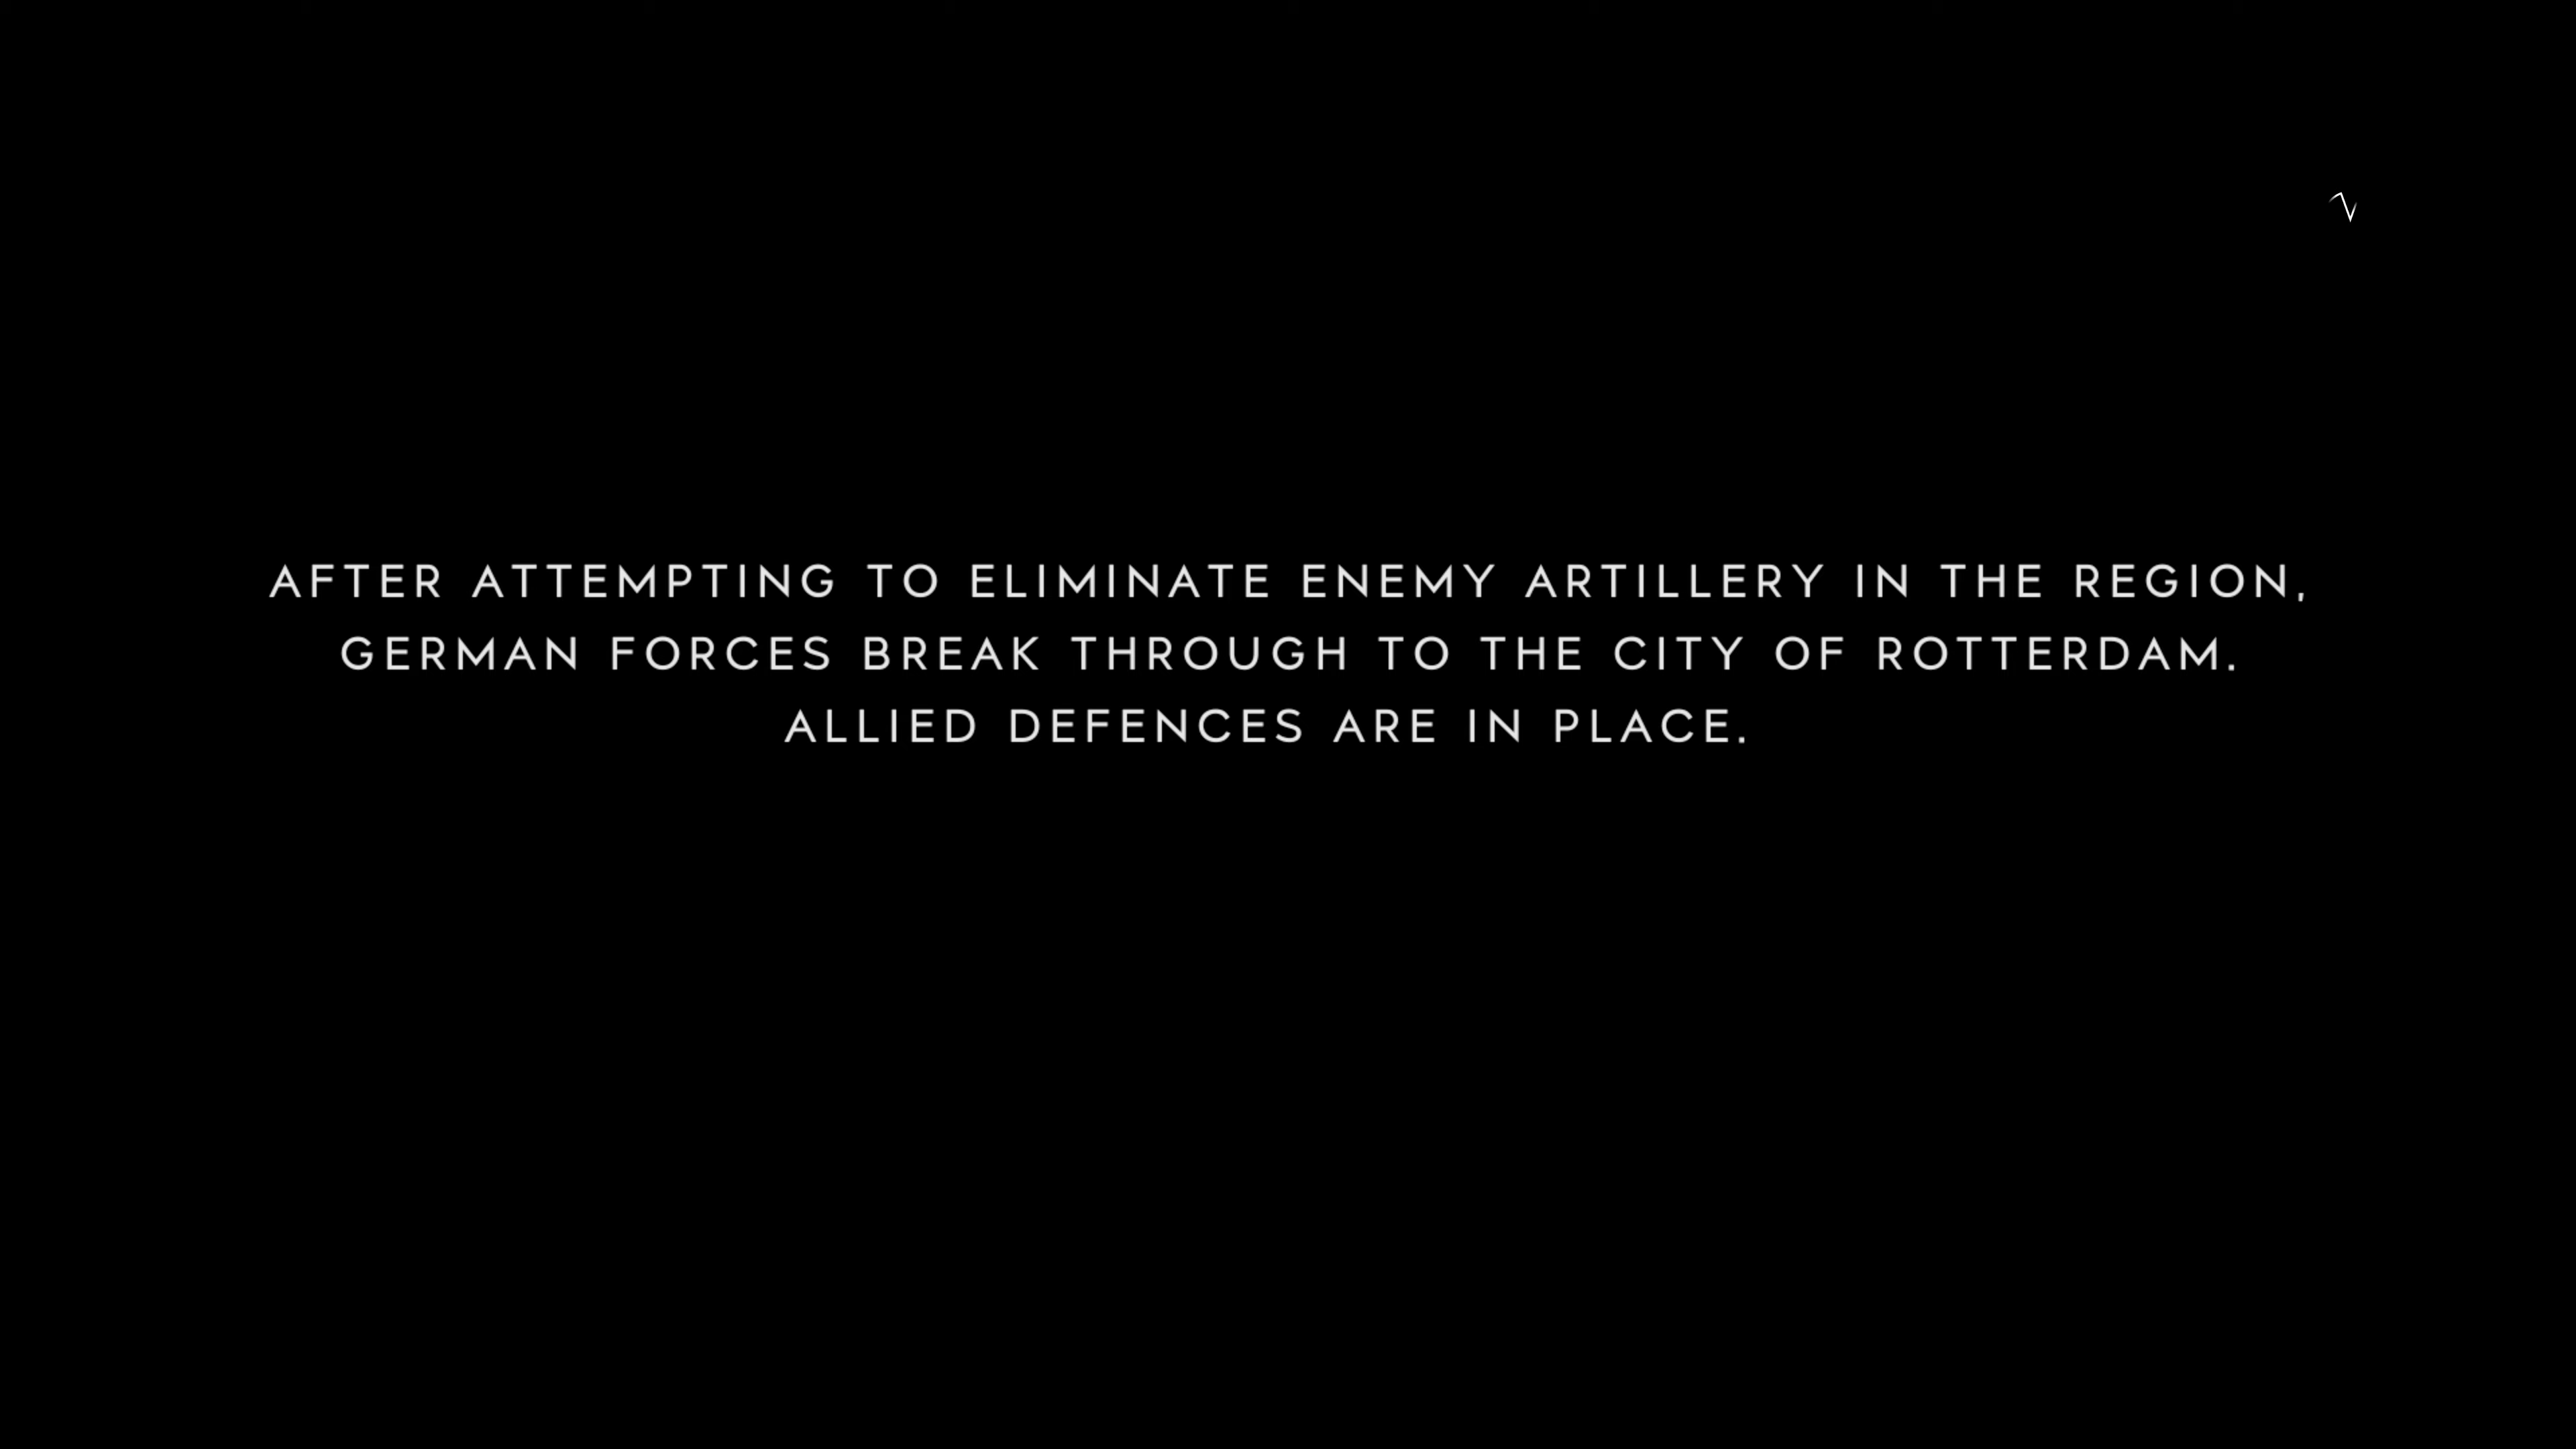 AFTER ATTEMPTING TO ELIMINATE ENEMY ARTILLERY IN THE REGION,
GERMAN FORCES BREAK THROUGH TO THE CITY OF ROTTERDAM.
ALLIED DEFENCES ARE IN PLACE.